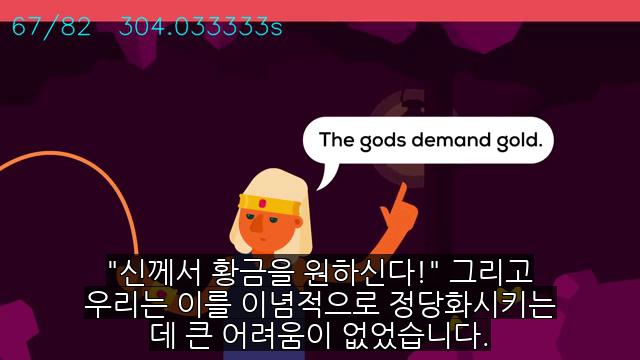 67/82 304.033333s
The gods demand gold.
"신께서 황금을 원하신다!" 그리고
우리는 이를 이념적으로 정당화시키는
데 큰 어려움이 없었습니다.